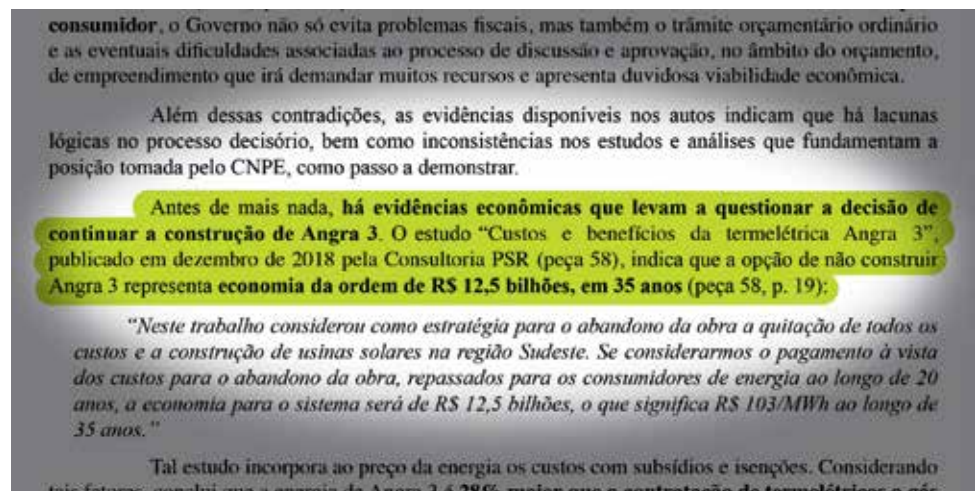 consumidor, o Governo não só evita problemas fiscais, mas também o trâmite orçamentário ordinário
e as eventuais dificuldades associadas ao processo de discussão e aprovação, no âmbito do orçamento,
de empreendimento que irá demandar muitos recursos e apresenta duvidosa viabilidade econômica.
Além dessas contradições, as evidências disponíveis nos autos indicam que há lacunas
lógicas no processo decisório, bem como inconsistências nos estudos e análises que fundamentam a
posição tomada pelo CNPE, como passo a demonstrar.
Antes de mais nada, há evidências econômicas que levam a questionar a decisão de
continuar a construção de Angra 3. O estudo “Custos e benefícios da termelétrica Angra 3”,
publicado em dezembro de 2018 pela Consultoria PSR (peça 58), indica que a opção de não construir
Angra 3 representa economia da ordem de R$ 12,5 bilhões, em 35 anos (peça 58, p. 19):
“Neste trabalho considerou como estratégia para o abandono da obra a quitação de todos os
custos e a construção de usinas solares na região Sudeste. Se considerarmos o pagamento à vista
dos custos para o abandono da obra, repassados para os consumidores de energia ao longo de 20
anos, a economia para o sistema será de R$ 12,5 bilhões, o que significa R$ 103/MWh ao longo de
35 anos.”
Tal estudo incorpora ao preço da energia os custos com subsídios e isenções. Considerando